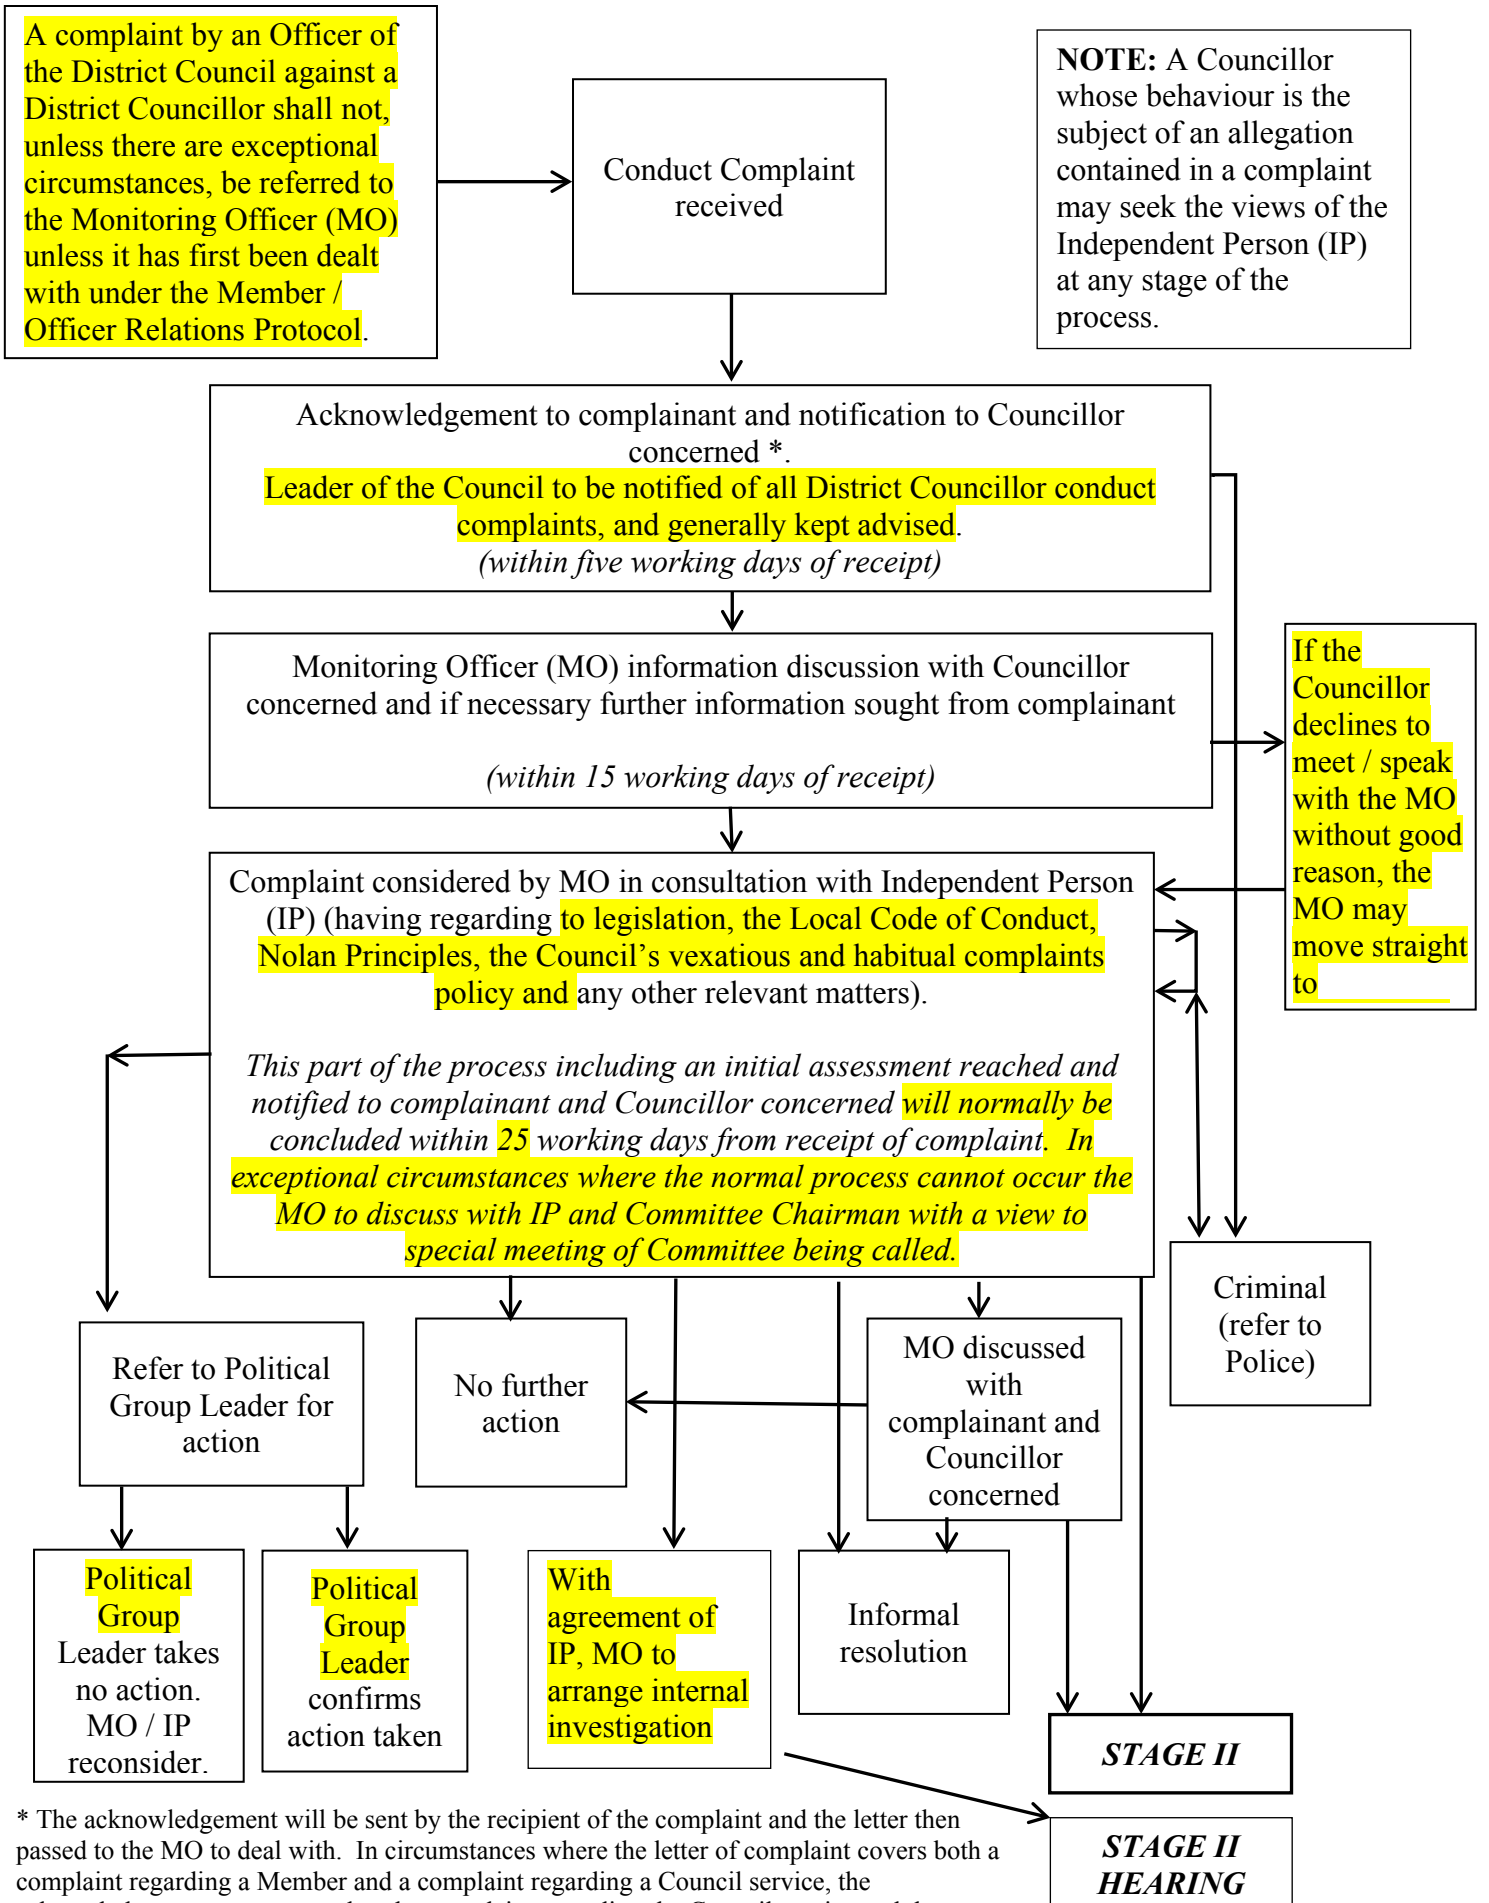 A complaint by an Officer of
the District Council against a
District Councillor shall not,
unless there are exceptional
circumstances, be referred to
the Monitoring Officer (MO)
unless it has first been dealt
with under the Member /
Officer Relations Protocol.
Conduct Complaint
received
NOTE: A Councillor
whose behaviour is the
subject of an allegation
contained in a complaint
may seek the views of the
Independent Person (IP)
at any stage of the
process.
Acknowledgement to complainant and notification to Councillor
concerned *.
Leader of the Council to be notified of all District Councillor conduct
complaints, and generally kept advised.
(within five working days of receipt)
Monitoring Officer (MO) information discussion with Councillor
concerned and if necessary further information sought from complainant
(within 15 working days of receipt)
If the
Councillor
declines to
meet / speak
with the MO
without good
reason, the
MO may
move straight
to
Complaint considered by MO in consultation with Independent Person
(IP) (having regarding to legislation, the Local Code of Conduct,
Nolan Principles, the Council’s vexatious and habitual complaints
policy and any other relevant matters).
This part of the process including an initial assessment reached and
notified to complainant and Councillor concerned will normally be
concluded within 25 working days from receipt of complaint. In
exceptional circumstances where the normal process cannot occur the
MO to discuss with IP and Committee Chairman with a view to
special meeting of Committee being called.
Criminal
(refer to
Police)
Refer to Political
Group Leader for
action
No further
action
MO discussed
with
complainant and
Councillor
concerned
Political
Group
Leader takes
no action.
MO / IP
reconsider.
Political
Group
Leader
confirms
action taken
With
agreement of
IP, MO to
arrange internal
investigation
Informal
resolution
STAGE II
* The acknowledgement will be sent by the recipient of the complaint and the letter then
passed to the MO to deal with. In circumstances where the letter of complaint covers both a
complaint regarding a Member and a complaint regarding a Council service, the
STAGE II
HEARING